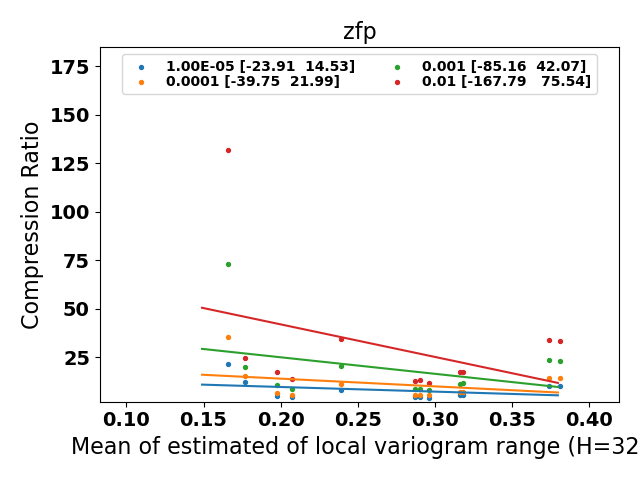 zfp
1.00E-05 [-23.91 14.53]
0.0001 [-39.75 21.99]
0.001 [-85.16 42.07]
0.01 [-167.79 75.54]
Compression Ratio
175
150
125
100
75
50
25
0.10 0.15 0.20 0.25 0.30 0.35 0.40
Mean of estimated of local variogram range (H=32